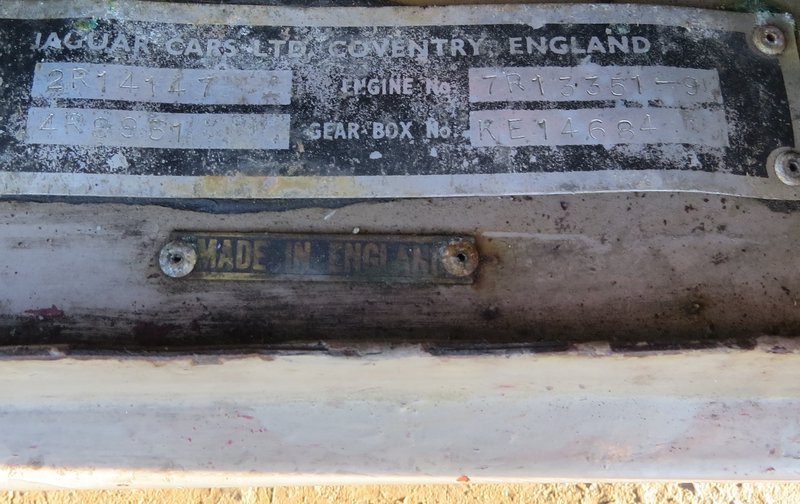 JAGUAR CARS LTD. COVENTRY, ENGLAND
2R14147 ENGINE No. 7R13351-9
GEAR BOX No. KE14684
MADE IN ENGLAND